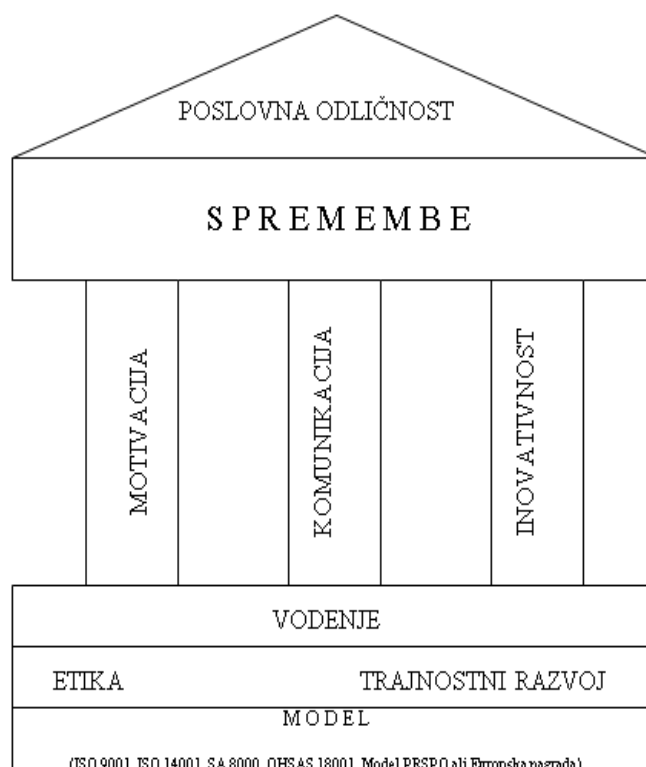 POSLOVNA ODLIČNOST
SPREMEMBE
MOTIVACIJA
KOMUNIKACIJA
INOVATIVNOST
VODENJE
ETIKA TRAJNOSTNI RAZVOJ
MODEL
(ISO 9001, ISO 14001, SA 8000, OHSAS 18001, Model PRSPO ali Evropska nagrada)